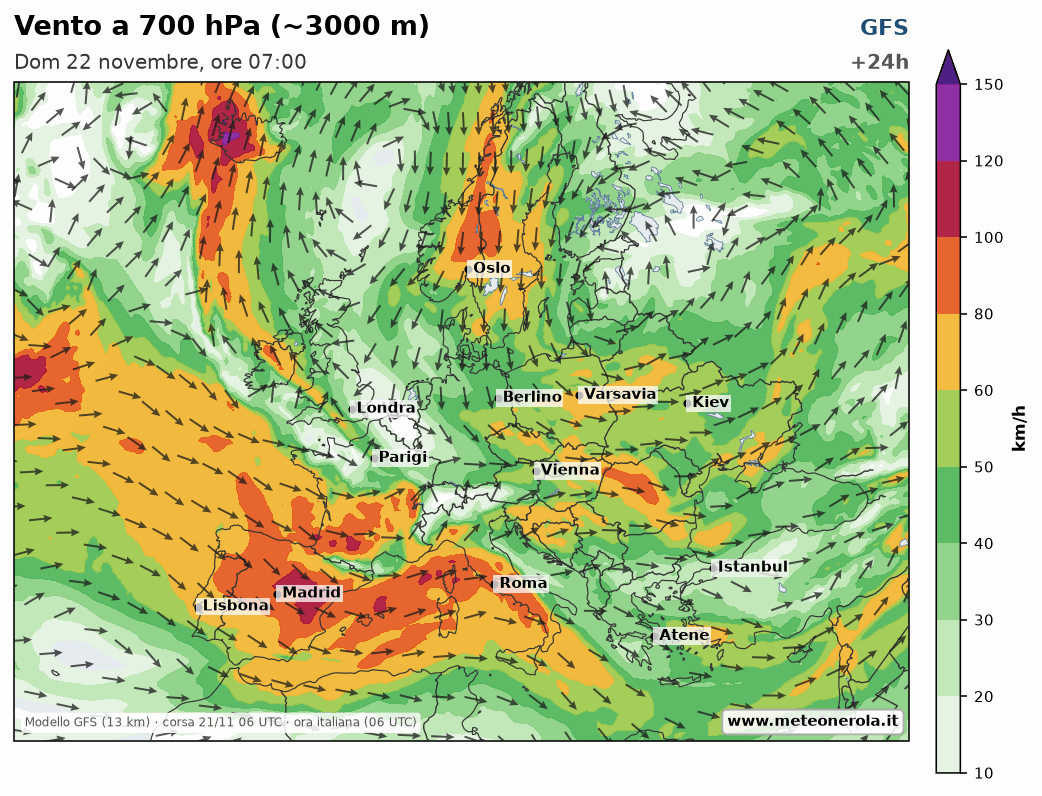 Vento a 700 hPa (~3000 m)
GFS
Dom 22 novembre, ore 07:00
+24h
150
120
100
80
60
50
40
30
20
10
km/h
Oslo
Berlino
Varsavia
Kiev
Londra
Parigi
Vienna
Istanbul
Roma
Madrid
Lisbona
Atene
Modello GFS (13 km) · corsa 21/11 06 UTC · ora italiana (06 UTC)
www.meteonerola.it